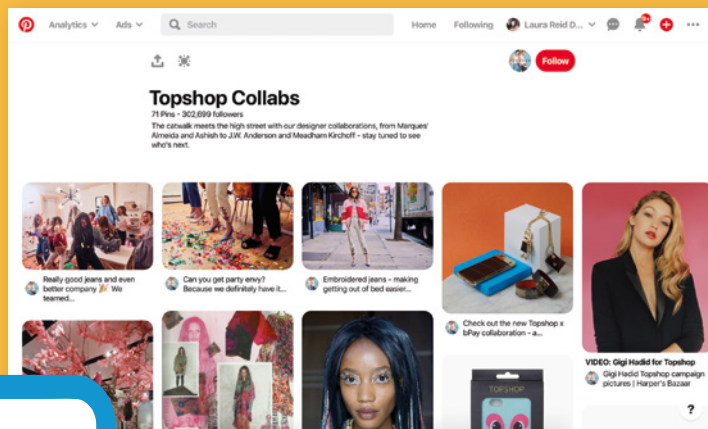 Analytics
Ads
Search
Home
Following
Laura Reid D...
9+
Follow
Topshop Collabs
71 Pins - 302,699 followers
The catwalk meets the high street with our designer collaborations, from Marques'
Almeida and Ashish to J.W. Anderson and Meadham Kirchoff - stay tuned to see
who's next.
Really good jeans and even
better company 🎉 We
teamed...
Can you get party envy?
Because we definitely have it...
Embroidered jeans - making
getting out of bed easier...
Check out the new Topshop x
bPay collaboration - a...
VIDEO: Gigi Hadid for Topshop
Gigi Hadid Topshop campaign
pictures | Harper's Bazaar
TOPSHOP
?